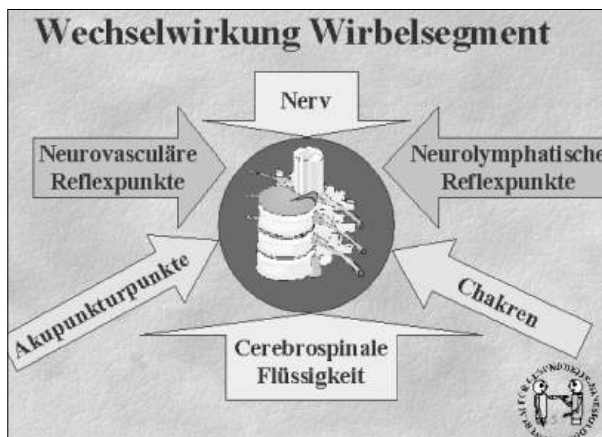 Wechselwirkung Wirbelsegment
Nerv
Neurovasculäre
Reflexpunkte
Neurolymphatische
Reflexpunkte
Akupunkturpunkte
Chakren
Cerebrospinale
Flüssigkeit